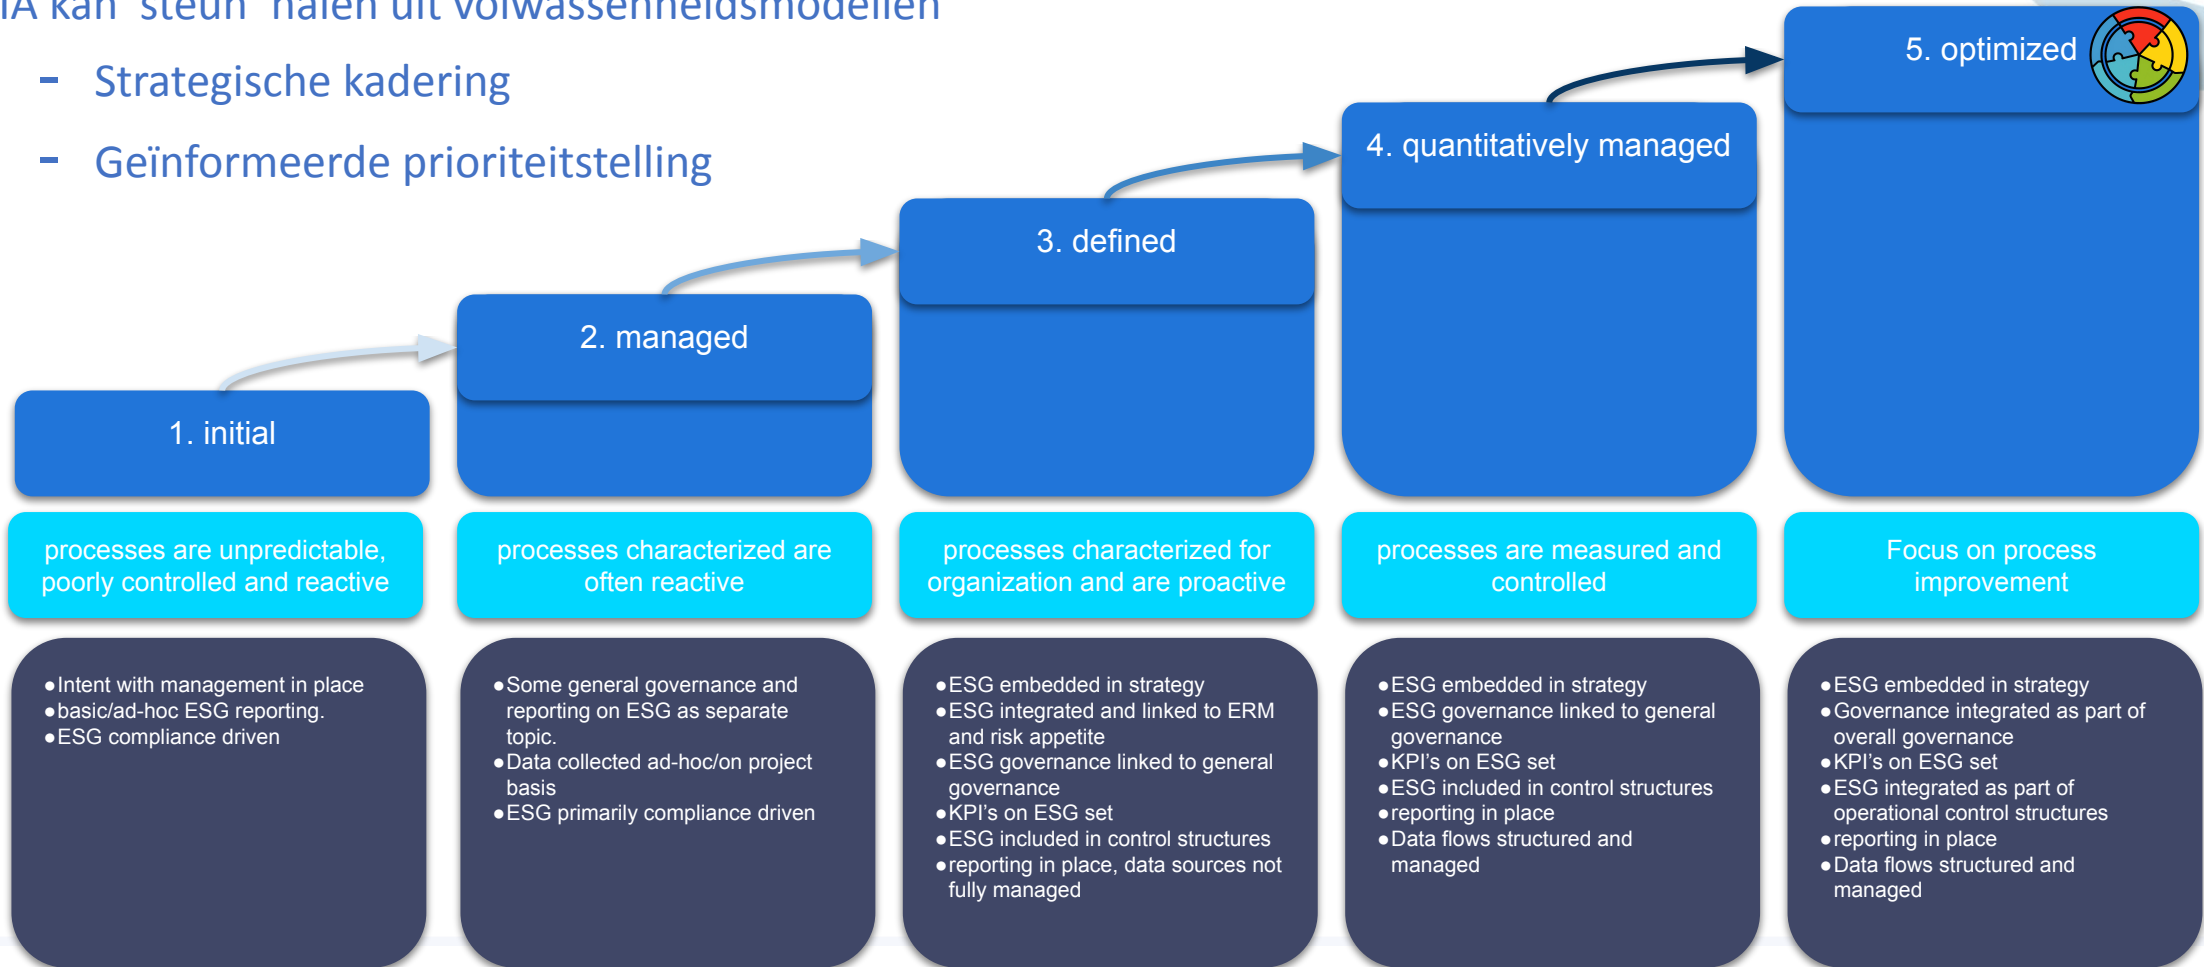 IA kan 'steun' halen uit volwassenheidsmodellen
- Strategische kadering
- Geïnformeerde prioriteitstelling
1. initial
2. managed
3. defined
4. quantitatively managed
5. optimized
processes are unpredictable,
poorly controlled and reactive
processes characterized are
often reactive
processes characterized for
organization and are proactive
processes are measured and
controlled
Focus on process
improvement
●Intent with management in place
●basic/ad-hoc ESG reporting.
●ESG compliance driven
●Some general governance and
reporting on ESG as separate
topic.
●Data collected ad-hoc/on project
basis
●ESG primarily compliance driven
●ESG embedded in strategy
●ESG integrated and linked to ERM
and risk appetite
●ESG governance linked to general
governance
●KPI's on ESG set
●ESG included in control structures
●reporting in place, data sources not
fully managed
●ESG embedded in strategy
●ESG governance linked to general
governance
●KPI's on ESG set
●ESG included in control structures
●reporting in place
●Data flows structured and
managed
●ESG embedded in strategy
●Governance integrated as part of
overall governance
●KPI's on ESG set
●ESG integrated as part of
operational control structures
●reporting in place
●Data flows structured and
managed